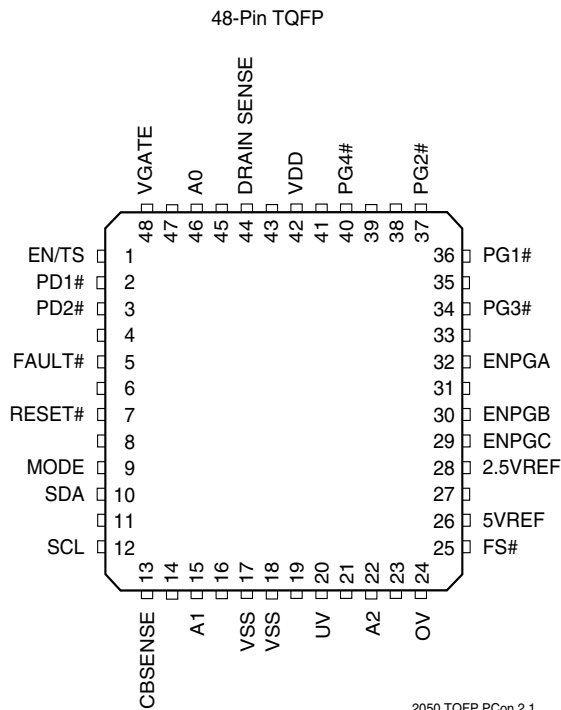 48-Pin TQFP
VGATE
A0
DRAIN SENSE
VDD
PG4#
PG2#
48 47 46 45 44 43 42 41 40 39 38 37
EN/TS 1
PD1# 2
PD2# 3
4
FAULT# 5
6
RESET# 7
8
MODE 9
SDA 10
11
SCL 12
36 PG1#
35
34 PG3#
33
32 ENPGA
31
30 ENPGB
29 ENPGC
28 2.5VREF
27
26 5VREF
25 FS#
13 14 15 16 17 18 19 20 21 22 23 24
CBSENSE
A1
VSS
VSS
UV
A2
OV
2050 TQFP PCon 2.1